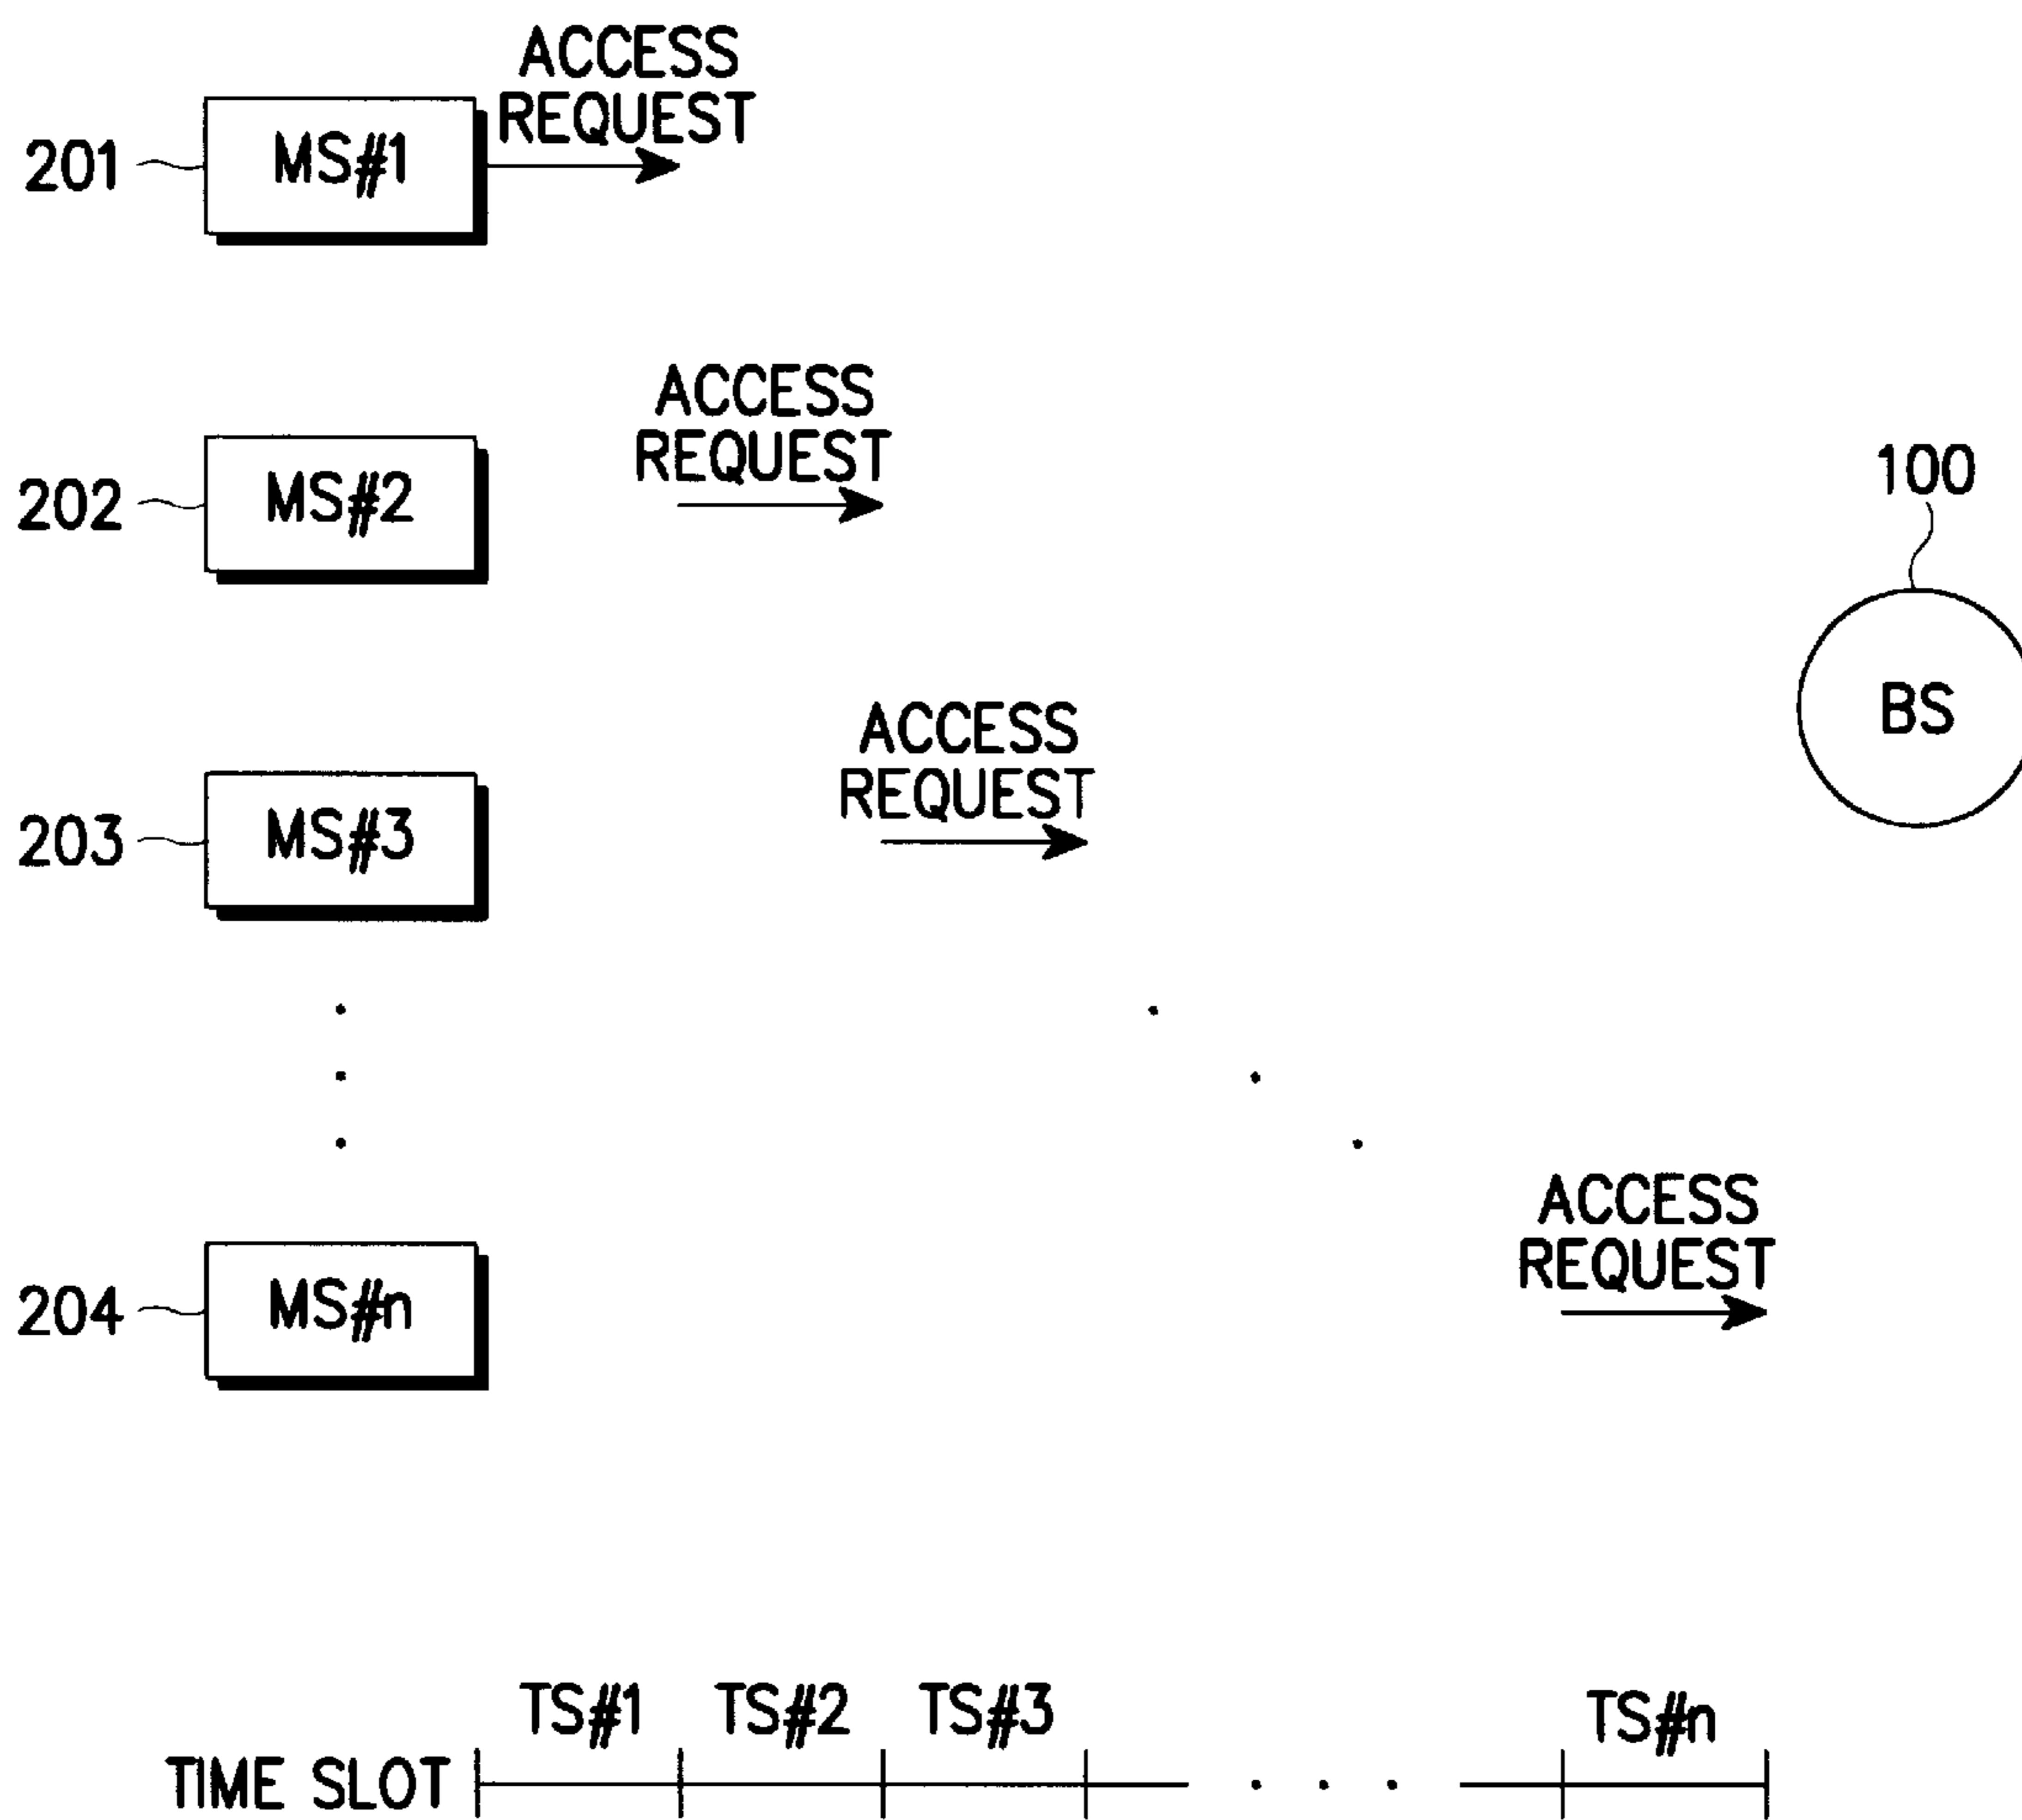 ACCESS
REQUEST
201
MS#1
ACCESS
REQUEST
202
MS#2
100
ACCESS
REQUEST
BS
203
MS#3
ACCESS
REQUEST
204
MS#n
TS#1 TS#2 TS#3 TS#n
TIME SLOT